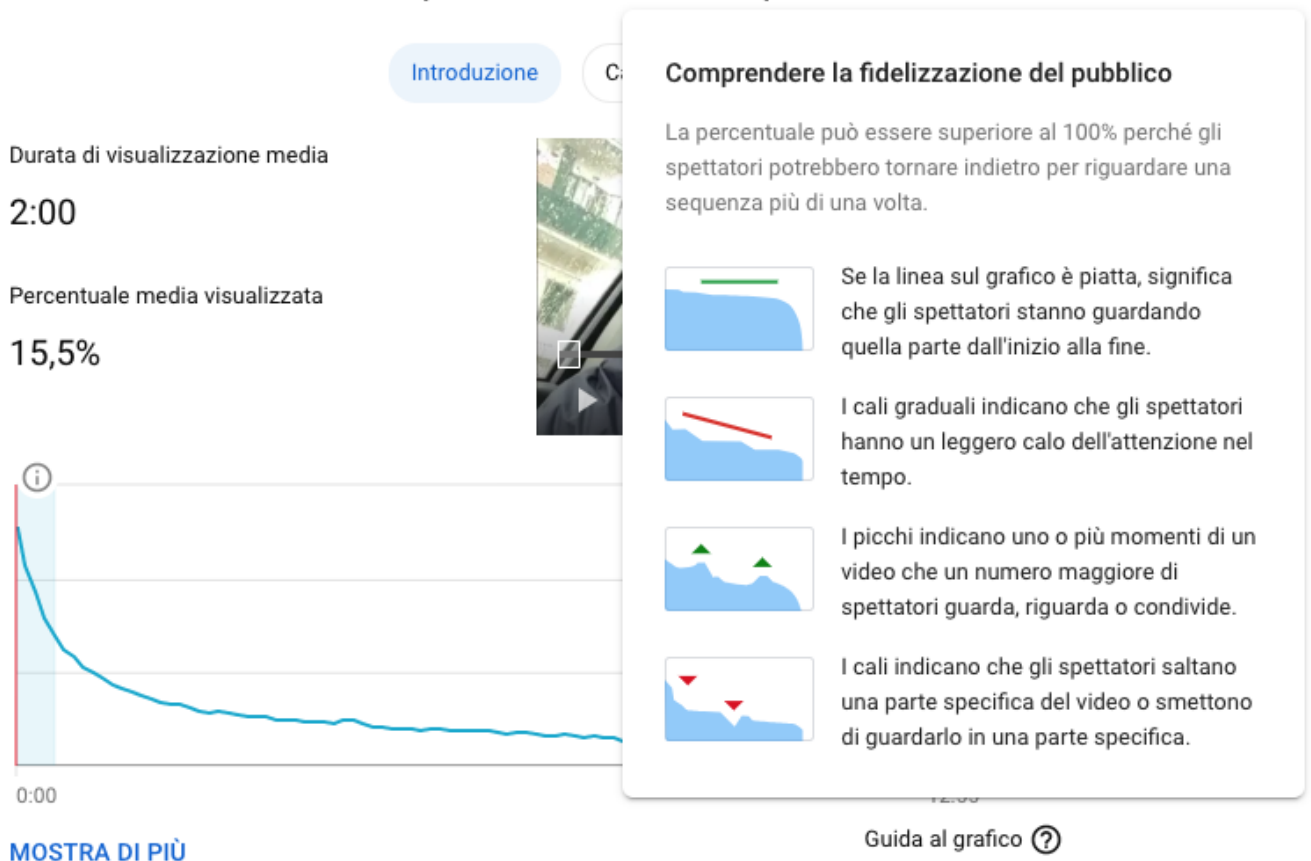 Introduzione
Comprendere la fidelizzazione del pubblico
La percentuale può essere superiore al 100% perché gli
spettatori potrebbero tornare indietro per riguardare una
sequenza più di una volta.
Durata di visualizzazione media
2:00
Percentuale media visualizzata
15,5%
Se la linea sul grafico è piatta, significa
che gli spettatori stanno guardando
quella parte dall'inizio alla fine.
I cali graduali indicano che gli spettatori
hanno un leggero calo dell'attenzione nel
tempo.
I picchi indicano uno o più momenti di un
video che un numero maggiore di
spettatori guarda, riguarda o condivide.
I cali indicano che gli spettatori saltano
una parte specifica del video o smettono
di guardarlo in una parte specifica.
0:00
MOSTRA DI PIÙ
Guida al grafico